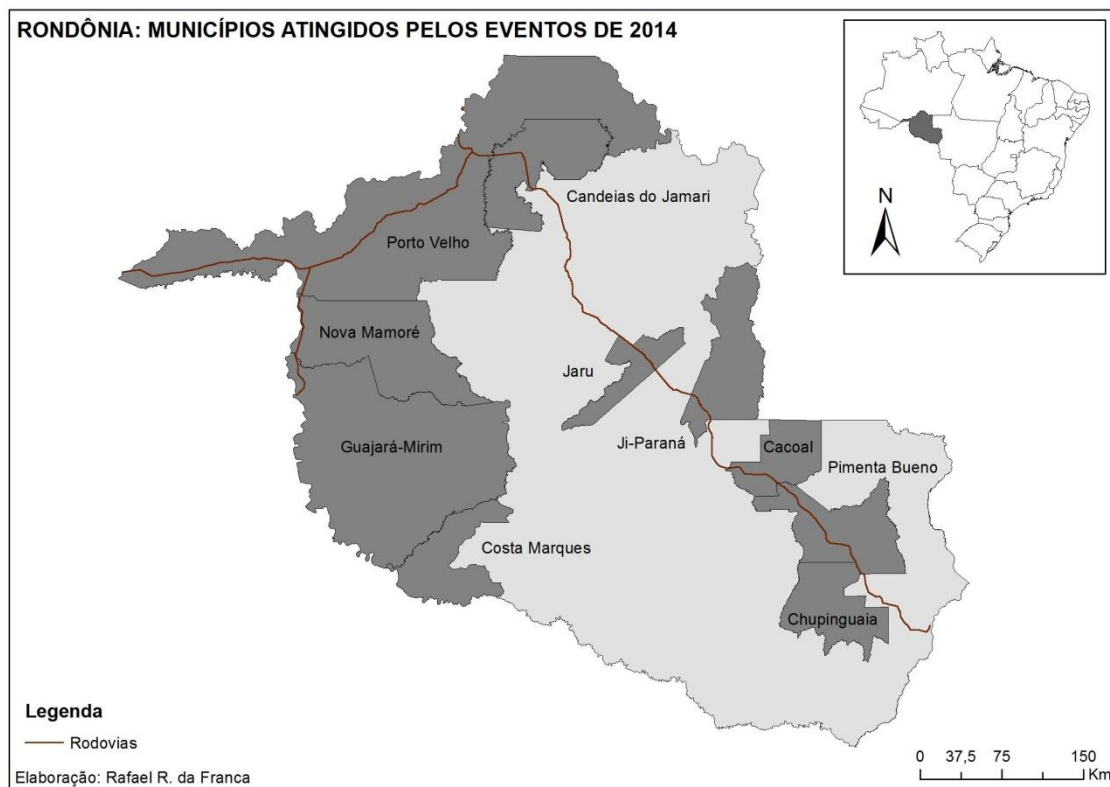 RONDÔNIA: MUNICÍPIOS ATINGIDOS PELOS EVENTOS DE 2014
N
Candeias do Jamari
Porto Velho
Nova Mamoré
Jaru
Ji-Paraná
Guajará-Mirim
Cacoal
Pimenta Bueno
Costa Marques
Chupinguaia
Legenda
Rodovias
Elaboração: Rafael R. da Franca
0 37,5 75 150
Km